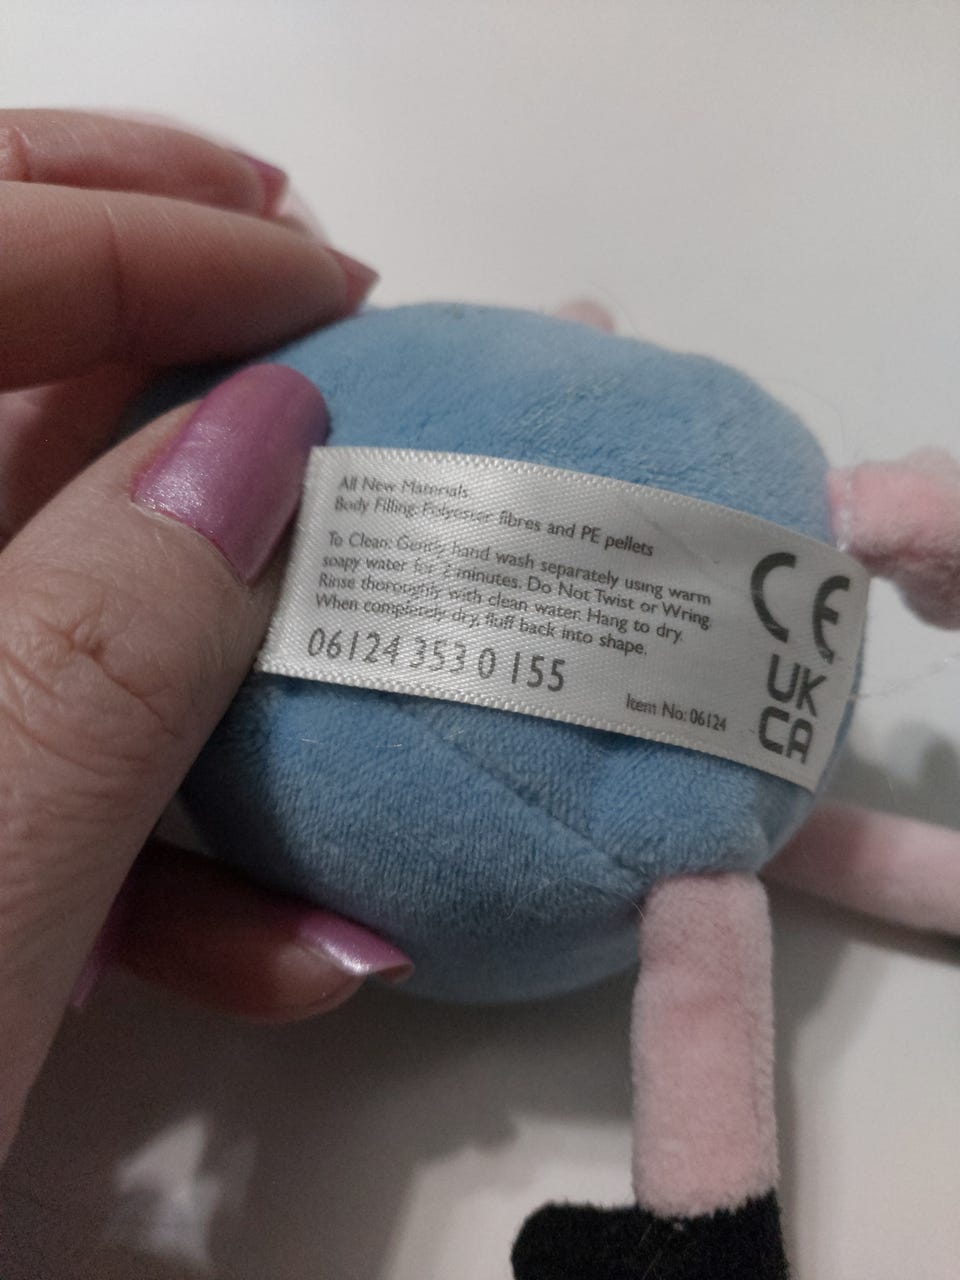 All New Materials
Body Filling: Polyester fibres and PE pellets
To Clean: Gently hand wash separately using warm
soapy water for 2 minutes. Do Not Twist or Wring.
Rinse thoroughly with clean water. Hang to dry.
When completely dry, fluff back into shape.
06124 353 0 155
Item No: 06124
CE
UK
CA